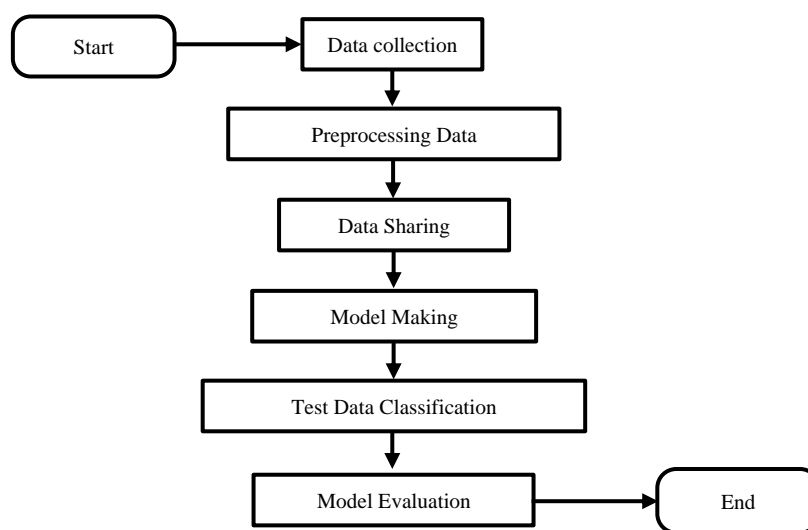 Start
Data collection
Preprocessing Data
Data Sharing
Model Making
Test Data Classification
Model Evaluation
End